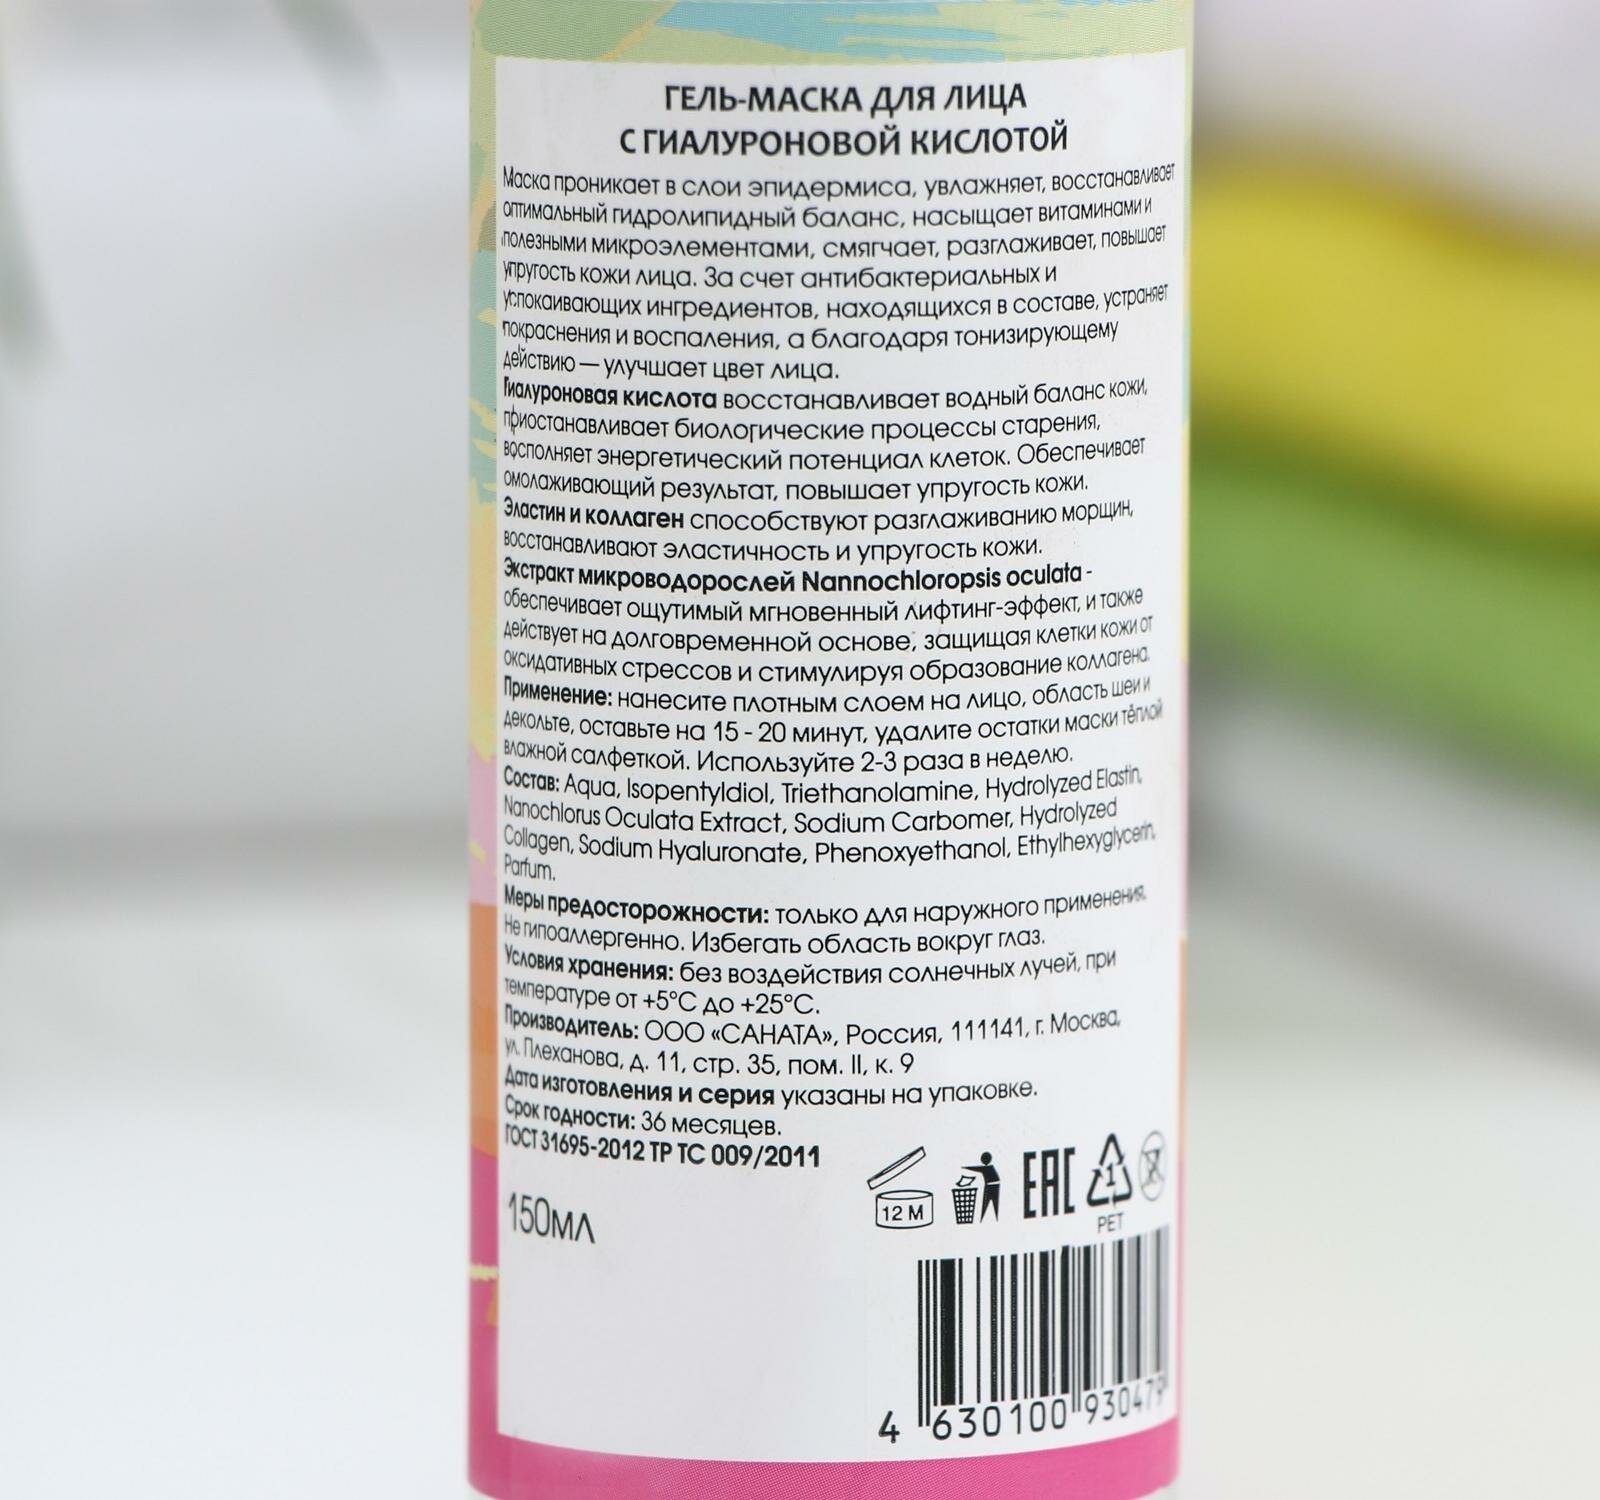 ГЕЛЬ-МАСКА ДЛЯ ЛИЦА
С ГИАЛУРОНОВОЙ КИСЛОТОЙ
Маска проникает в слои эпидермиса, увлажняет, восстанавливает
оптимальный гидролипидный баланс, насыщает витаминами и
полезными микроэлементами, смягчает, разглаживает, повышает
упругость кожи лица. За счет антибактериальных и
успокаивающих ингредиентов, находящихся в составе, устраняет
покраснения и воспаления, а благодаря тонизирующему
действию — улучшает цвет лица.
Гиалуроновая кислота восстанавливает водный баланс кожи,
приостанавливает биологические процессы старения,
восполняет энергетический потенциал клеток. Обеспечивает
омолаживающий результат, повышает упругость кожи.
Эластин и коллаген способствуют разглаживанию морщин,
восстанавливают эластичность и упругость кожи.
Экстракт микроводорослей Nannochloropsis oculata -
обеспечивает ощутимый мгновенный лифтинг-эффект, и также
действует на долговременной основе, защищая клетки кожи от
оксидативных стрессов и стимулируя образование коллагена.
Применение: нанесите плотным слоем на лицо, область шеи и
декольте, оставьте на 15 - 20 минут, удалите остатки маски тёплой
влажной салфеткой. Используйте 2-3 раза в неделю.
Состав: Aqua, Isopentyldiol, Triethanolamine, Hydrolyzed Elastin,
Nanochlorus Oculata Extract, Sodium Carbomer, Hydrolyzed
Collagen, Sodium Hyaluronate, Phenoxyethanol, Ethylhexyglycerin,
Parfum.
Меры предосторожности: только для наружного применения.
Не гипоаллергенно. Избегать область вокруг глаз.
Условия хранения: без воздействия солнечных лучей, при
температуре от +5°С до +25°С.
Производитель: ООО «САНАТА», Россия, 111141, г. Москва,
ул. Плеханова, д. 11, стр. 35, пом. II, к. 9
Дата изготовления и серия указаны на упаковке.
Срок годности: 36 месяцев.
ГОСТ 31695-2012 ТР ТС 009/2011
12 М
ЕАС
1
PET
150мл
4 630100 930479